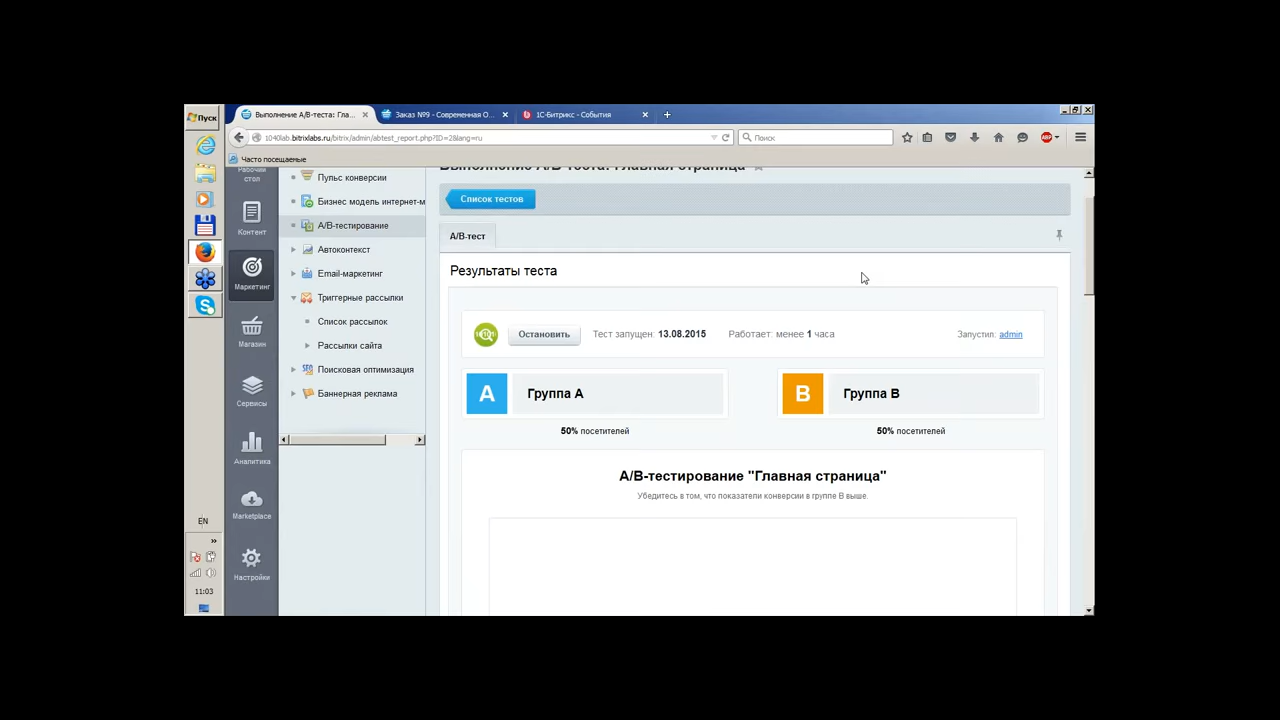 Пуск
Выполнение A/B-теста: Гла...
Заказ №9 - Современная О...
1С-Битрикс - События
1040lab.bitrixlabs.ru/bitrix/admin/abtest_report.php?ID=2&lang=ru
Поиск
ABP
Часто посещаемые
Рабочий
стол
Контент
Маркетинг
Магазин
Сервисы
Аналитика
Marketplace
Настройки
Пульс конверсии
Бизнес модель интернет-м
A/B-тестирование
Автоконтекст
Email-маркетинг
Триггерные рассылки
Список рассылок
Рассылки сайта
Поисковая оптимизация
Баннерная реклама
Выполнение A/B-теста: Главная страница
Список тестов
A/B-тест
Результаты теста
Остановить
Тест запущен: 13.08.2015
Работает: менее 1 часа
Запустил: admin
A
Группа A
B
Группа B
50% посетителей
50% посетителей
A/B-тестирование "Главная страница"
Убедитесь в том, что показатели конверсии в группе B выше.
EN
11:03